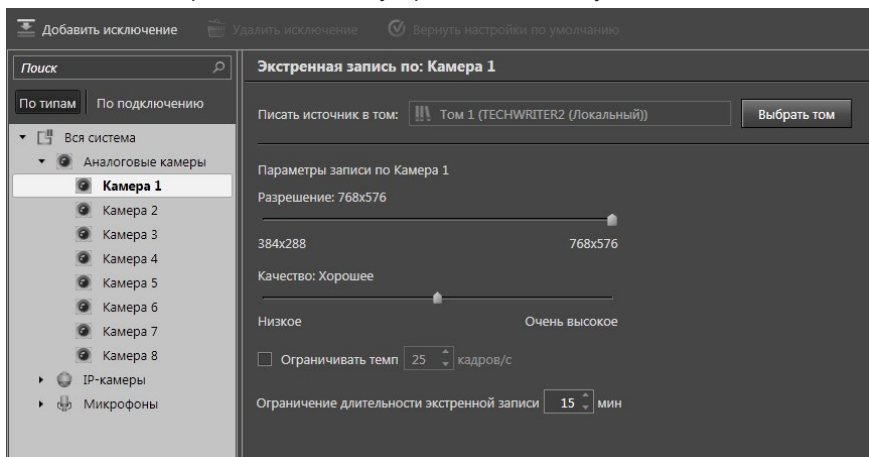 Добавить исключение Удалить исключение Вернуть настройки по умолчанию
Поиск
По типам По подключению
Вся система
Аналоговые камеры
Камера 1
Камера 2
Камера 3
Камера 4
Камера 5
Камера 6
Камера 7
Камера 8
IP-камеры
Микрофоны
Экстренная запись по: Камера 1
Писать источник в том: Том 1 (TECHWRITER2 (Локальный)) Выбрать том
Параметры записи по Камера 1
Разрешение: 768x576
384x288 768x576
Качество: Хорошее
Низкое Очень высокое
Ограничивать темп 25 кадров/с
Ограничение длительности экстренной записи 15 мин